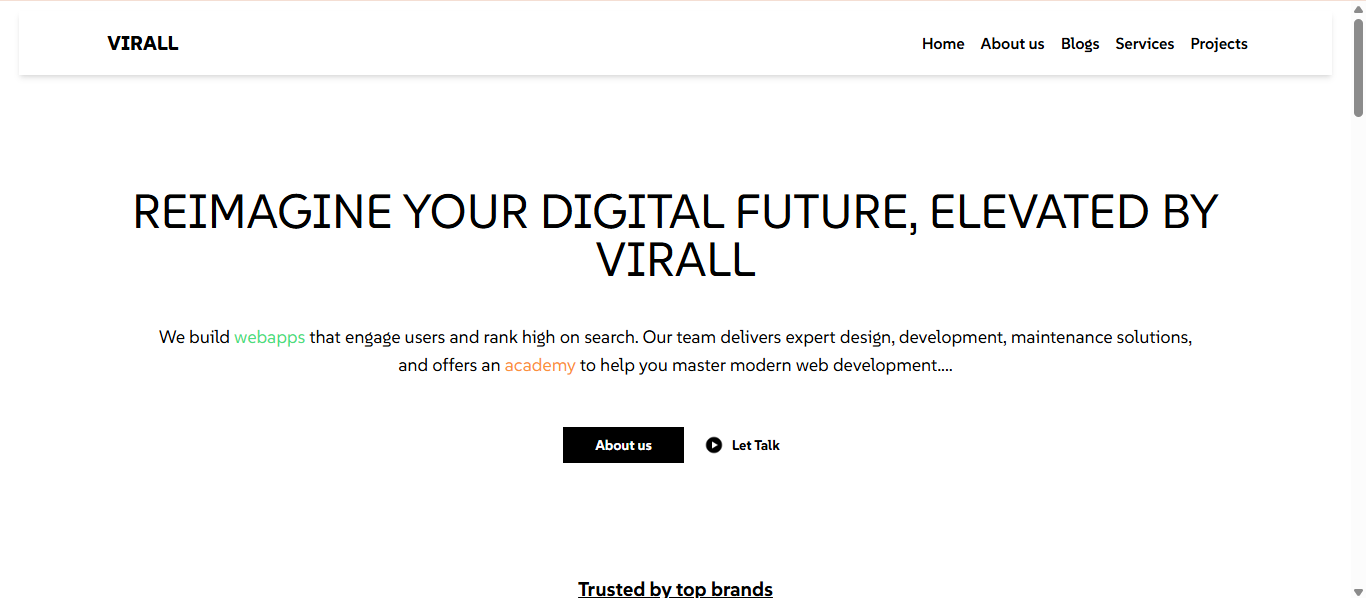 VIRALL
Home About us Blogs Services Projects
REIMAGINE YOUR DIGITAL FUTURE, ELEVATED BY
VIRALL
We build webapps that engage users and rank high on search. Our team delivers expert design, development, maintenance solutions,
and offers an academy to help you master modern web development....
About us Let Talk
Trusted by top brands